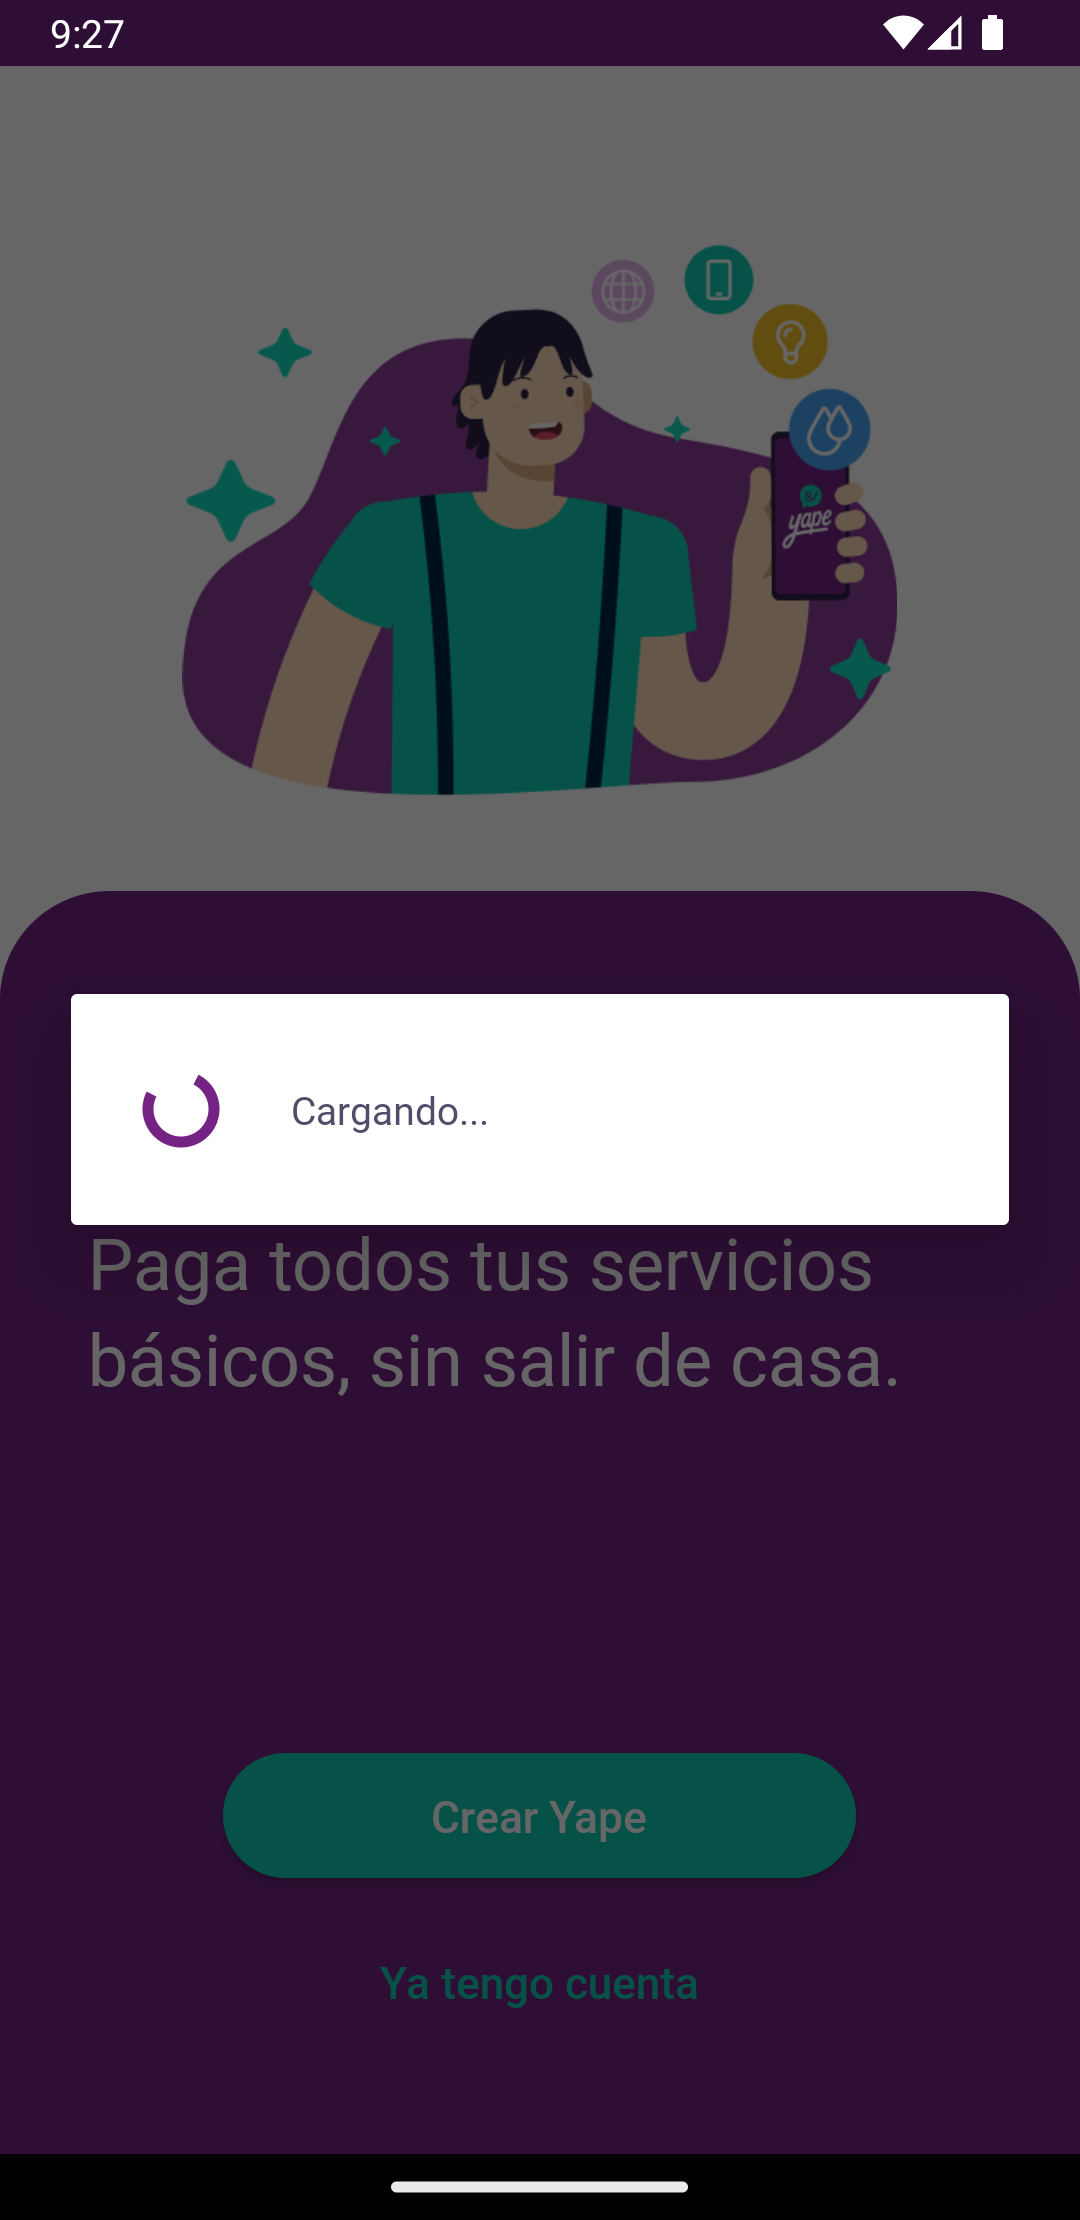 9:27
S/
yape
Cargando...
Paga todos tus servicios
básicos, sin salir de casa.
Crear Yape
Ya tengo cuenta